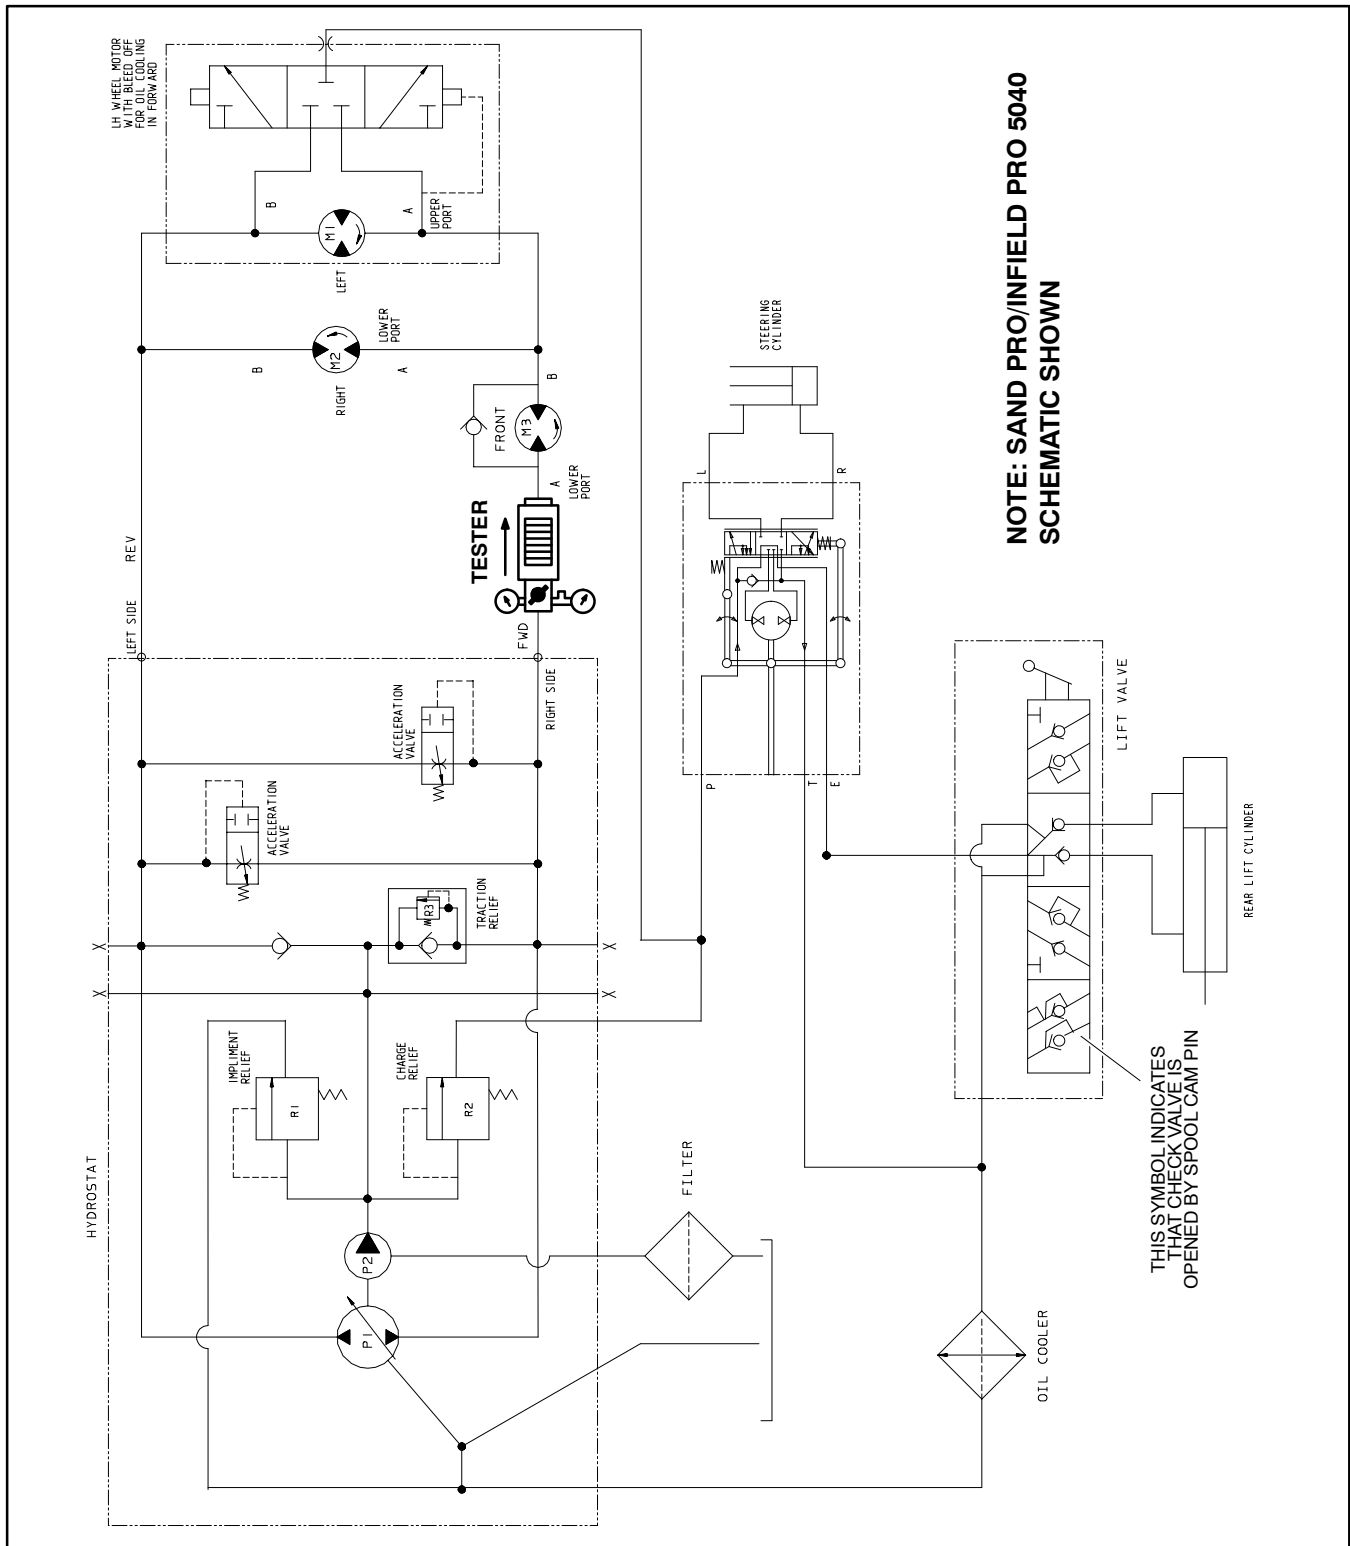 LH WHEEL MOTOR
WITH BLEED OFF
FOR OIL COOLING
IN FORWARD
B
A
UPPER
PORT
M1
LEFT
B
M2
A
LOWER
PORT
RIGHT
B
FRONT
M3
A
LOWER
PORT
TESTER
REV
LEFT SIDE
FWD
RIGHT SIDE
STEERING
CYLINDER
L
R
P
T
E
NOTE: SAND PRO/INFIELD PRO 5040
SCHEMATIC SHOWN
ACCELERATION
VALVE
ACCELERATION
VALVE
R3
TRACTION
RELIEF
X
X
X
X
IMPLIMENT
RELIEF
R1
CHARGE
RELIEF
R2
HYDROSTAT
P2
P1
FILTER
LIFT VALVE
REAR LIFT CYLINDER
THIS SYMBOL INDICATES
THAT CHECK VALVE IS
OPENED BY SPOOL CAM PIN
OIL COOLER